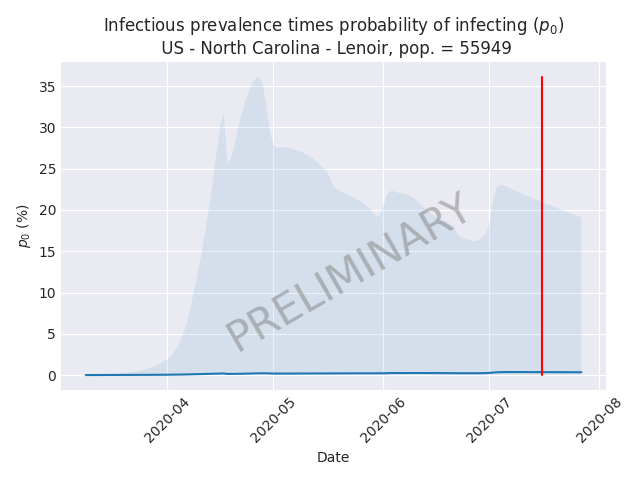 Infectious prevalence times probability of infecting (p₀)
US - North Carolina - Lenoir, pop. = 55949
35
30
25
20
15
10
5
0
p₀ (%)
PRELIMINARY
2020-04
2020-05
2020-06
2020-07
2020-08
Date